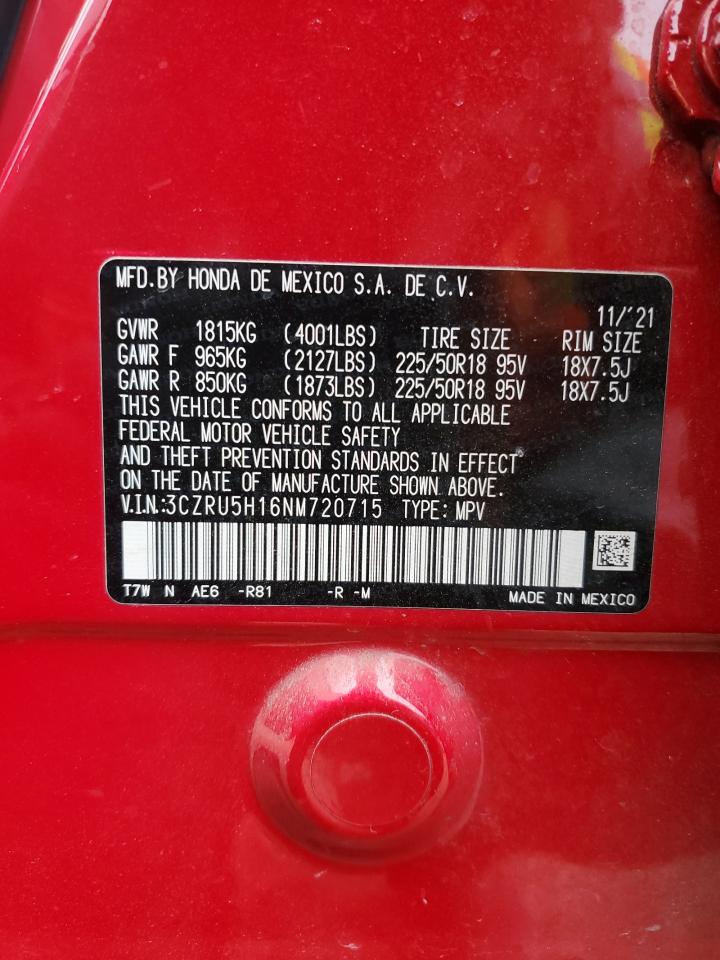 MFD.BY HONDA DE MEXICO S.A. DE C.V.
11/'21
GVWR 1815KG (4001LBS) TIRE SIZE RIM SIZE
GAWR F 965KG (2127LBS) 225/50R18 95V 18X7.5J
GAWR R 850KG (1873LBS) 225/50R18 95V 18X7.5J
THIS VEHICLE CONFORMS TO ALL APPLICABLE
FEDERAL MOTOR VEHICLE SAFETY
AND THEFT PREVENTION STANDARDS IN EFFECT
ON THE DATE OF MANUFACTURE SHOWN ABOVE.
V.I.N.:3CZRU5H16NM720715 TYPE: MPV
T7W N AE6 -R81 -R -M MADE IN MEXICO